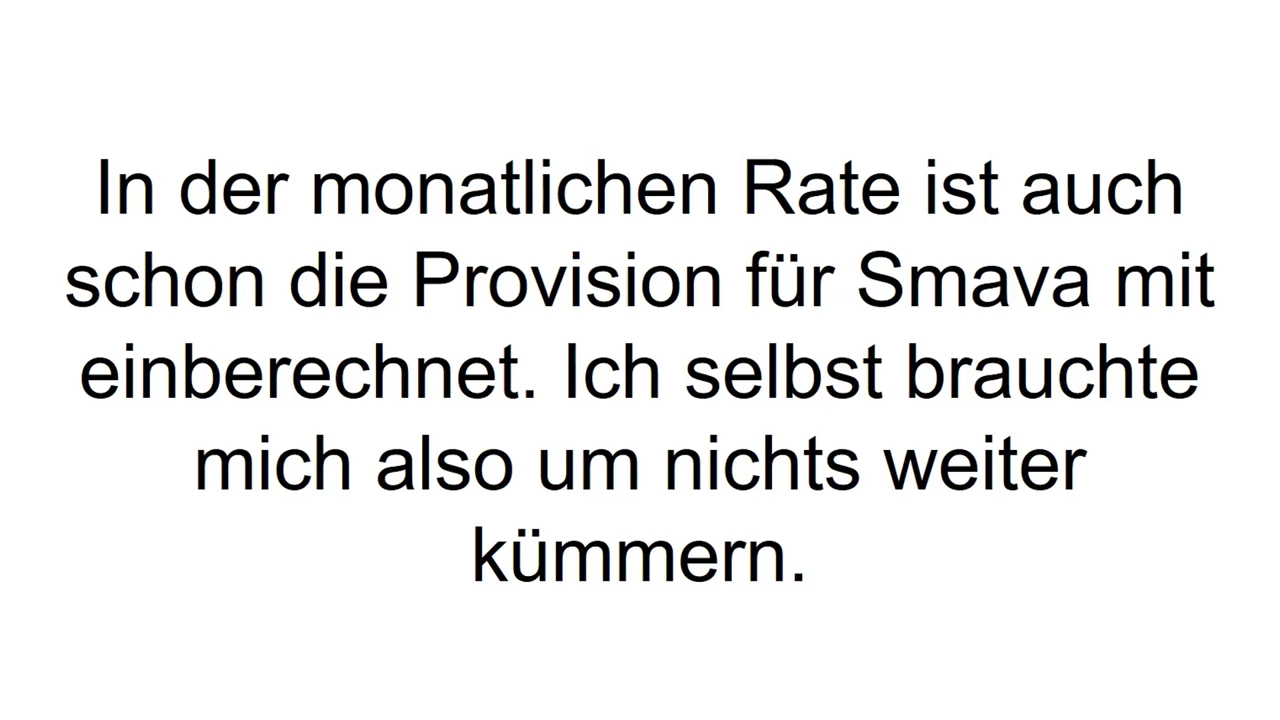 In der monatlichen Rate ist auch
schon die Provision für Smava mit
einberechnet. Ich selbst brauchte
mich also um nichts weiter
kümmern.